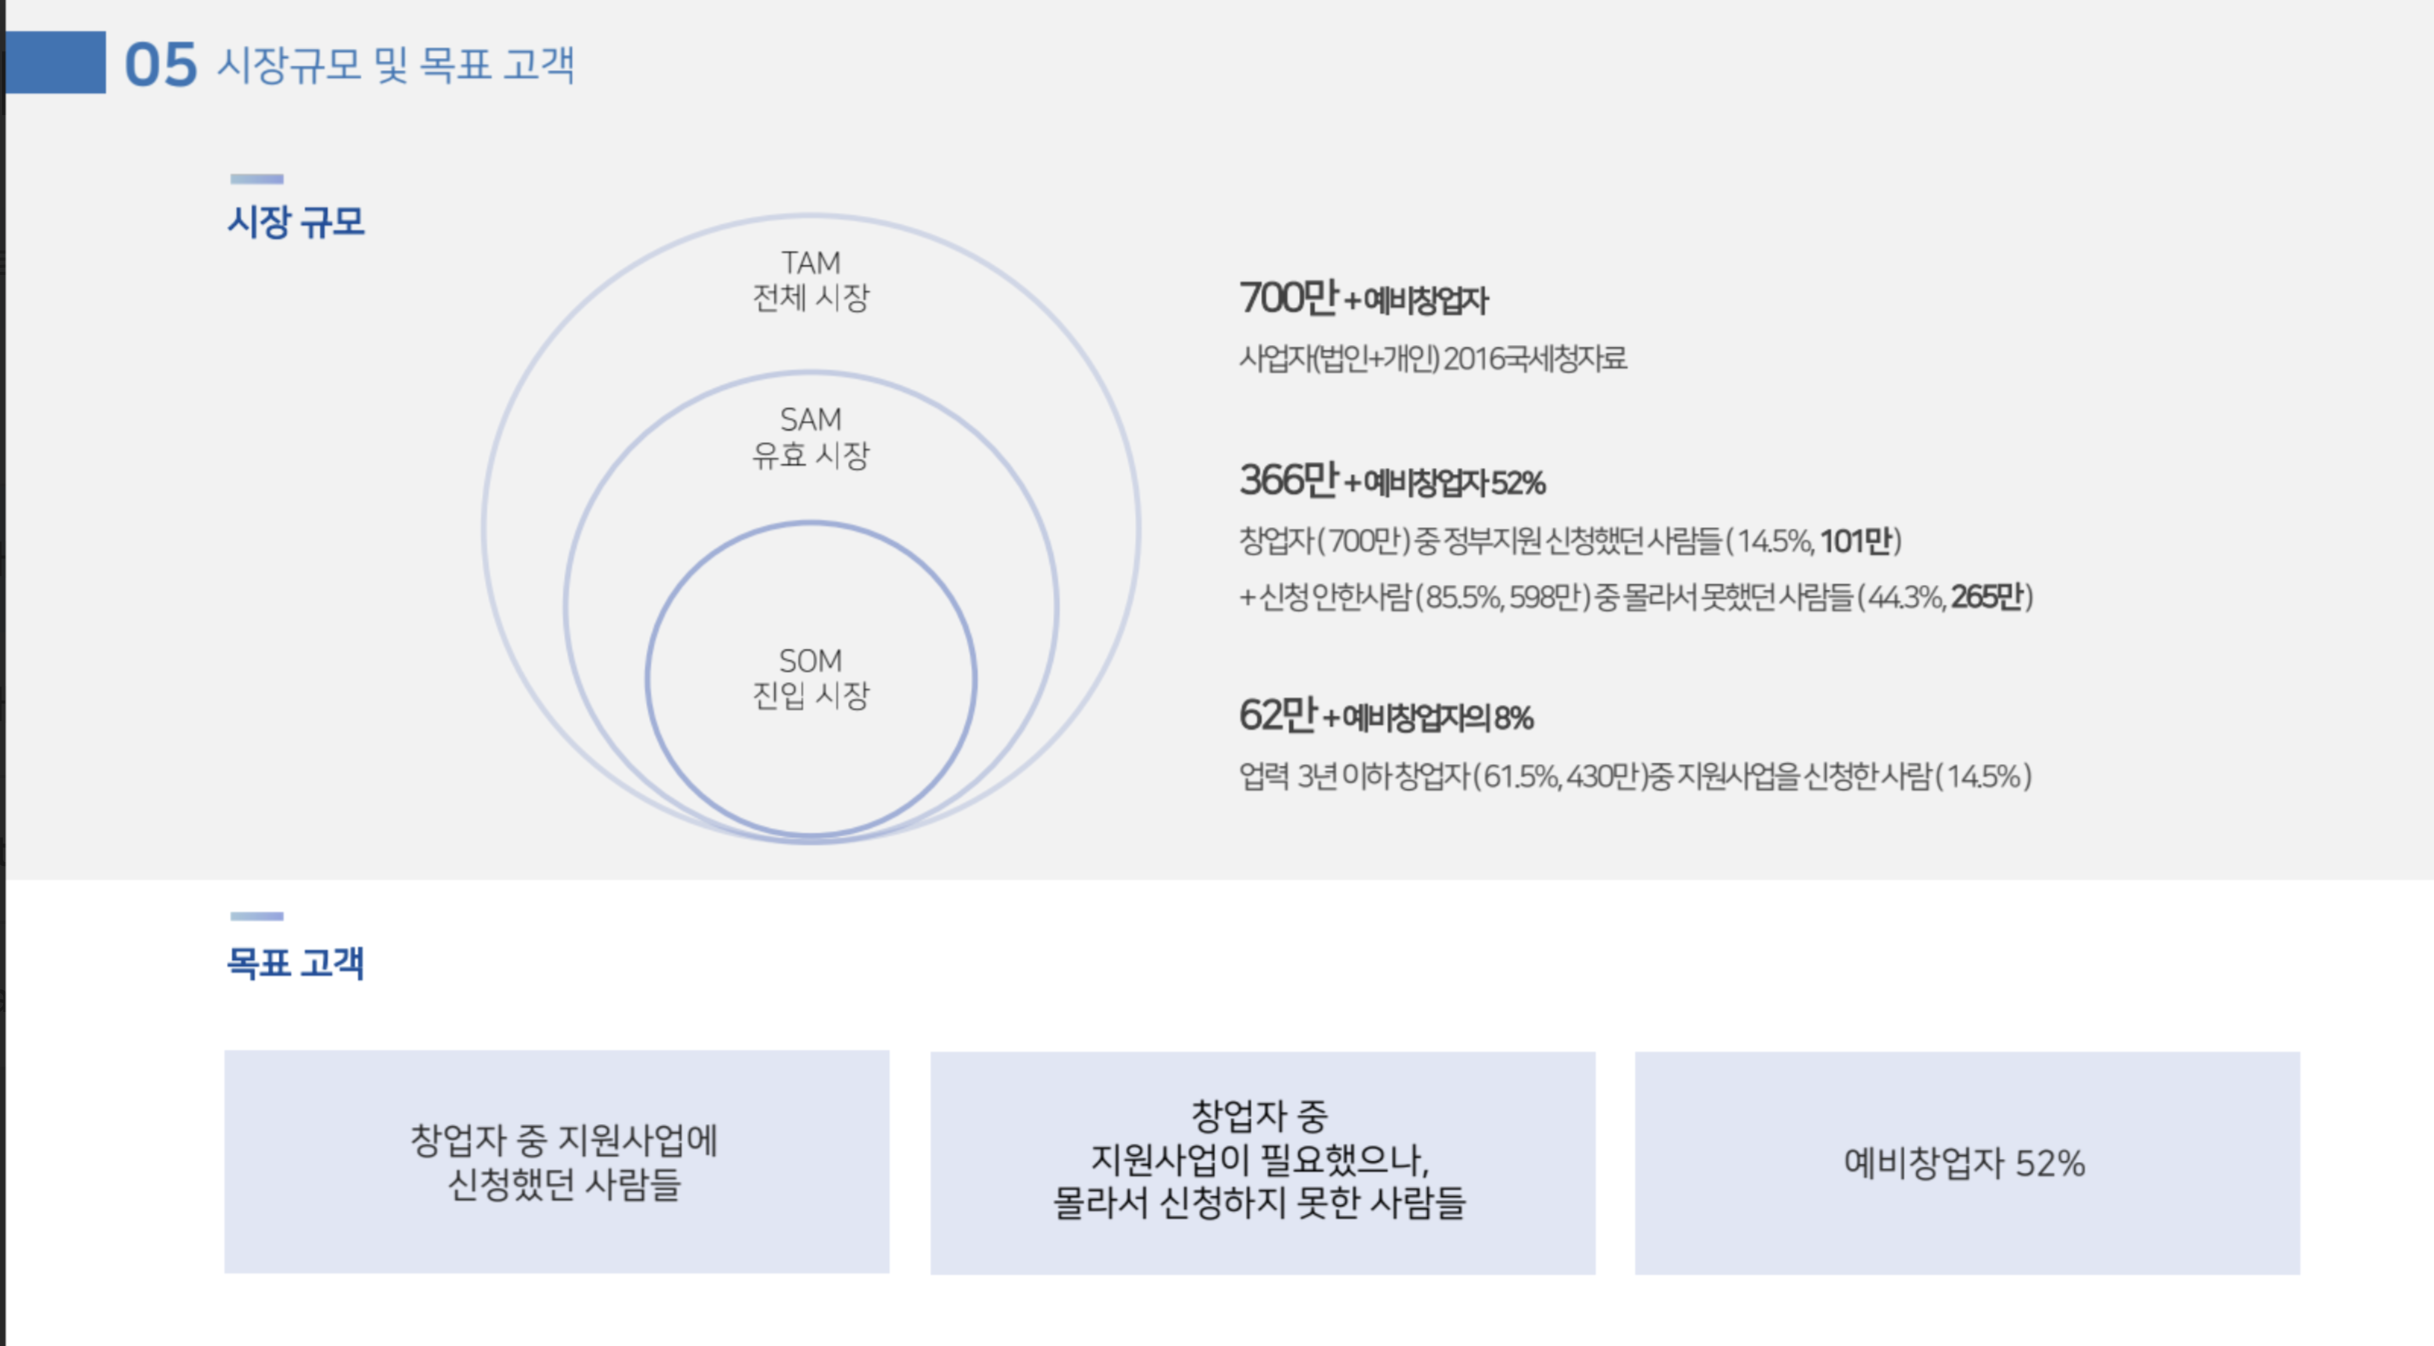 05 시장규모 및 목표 고객
시장 규모
TAM
전체 시장
700만 + 예비창업자
사업자(법인+개인) 2016국세청자료
SAM
유효 시장
366만 + 예비창업자 52%
창업자 ( 700만 ) 중 정부지원 신청했던 사람들 ( 14.5%, 101만 )
+ 신청 안한사람 ( 85.5%, 598만 ) 중 몰라서 못했던 사람들 ( 44.3%, 265만 )
SOM
진입 시장
62만 + 예비창업자의 8%
업력 3년 이하 창업자 ( 61.5%, 430만 )중 지원사업을 신청한 사람 ( 14.5% )
목표 고객
창업자 중 지원사업에
신청했던 사람들
창업자 중
지원사업이 필요했으나,
몰라서 신청하지 못한 사람들
예비창업자 52%